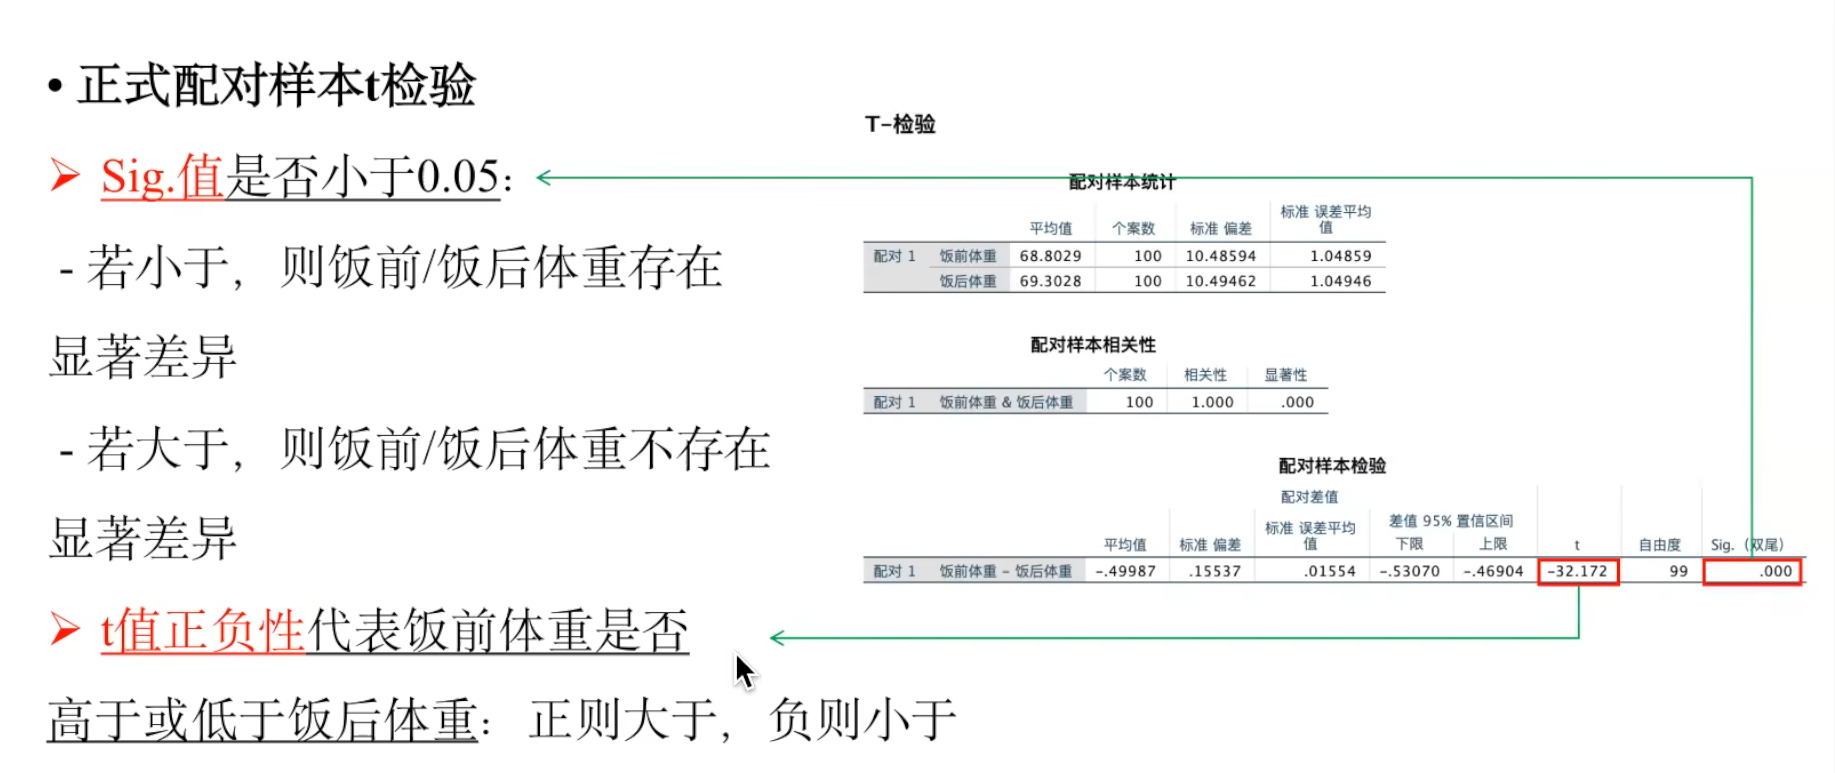 • 正式配对样本t检验
➢ Sig.值是否小于0.05：
- 若小于，则饭前/饭后体重存在
显著差异
- 若大于，则饭前/饭后体重不存在
显著差异
➢ t值正负性代表饭前体重是否
高于或低于饭后体重：正则大于，负则小于
T-检验
配对样本统计
平均值 个案数 标准 偏差 标准 误差平均
值
配对 1 饭前体重 68.8029 100 10.48594 1.04859
饭后体重 69.3028 100 10.49462 1.04946
配对样本相关性
个案数 相关性 显著性
配对 1 饭前体重 & 饭后体重 100 1.000 .000
配对样本检验
配对差值
标准 误差平均 差值 95% 置信区间
平均值 标准 偏差 值 下限 上限 t 自由度 Sig.（双尾）
配对 1 饭前体重 - 饭后体重 -.49987 .15537 .01554 -.53070 -.46904 -32.172 99 .000